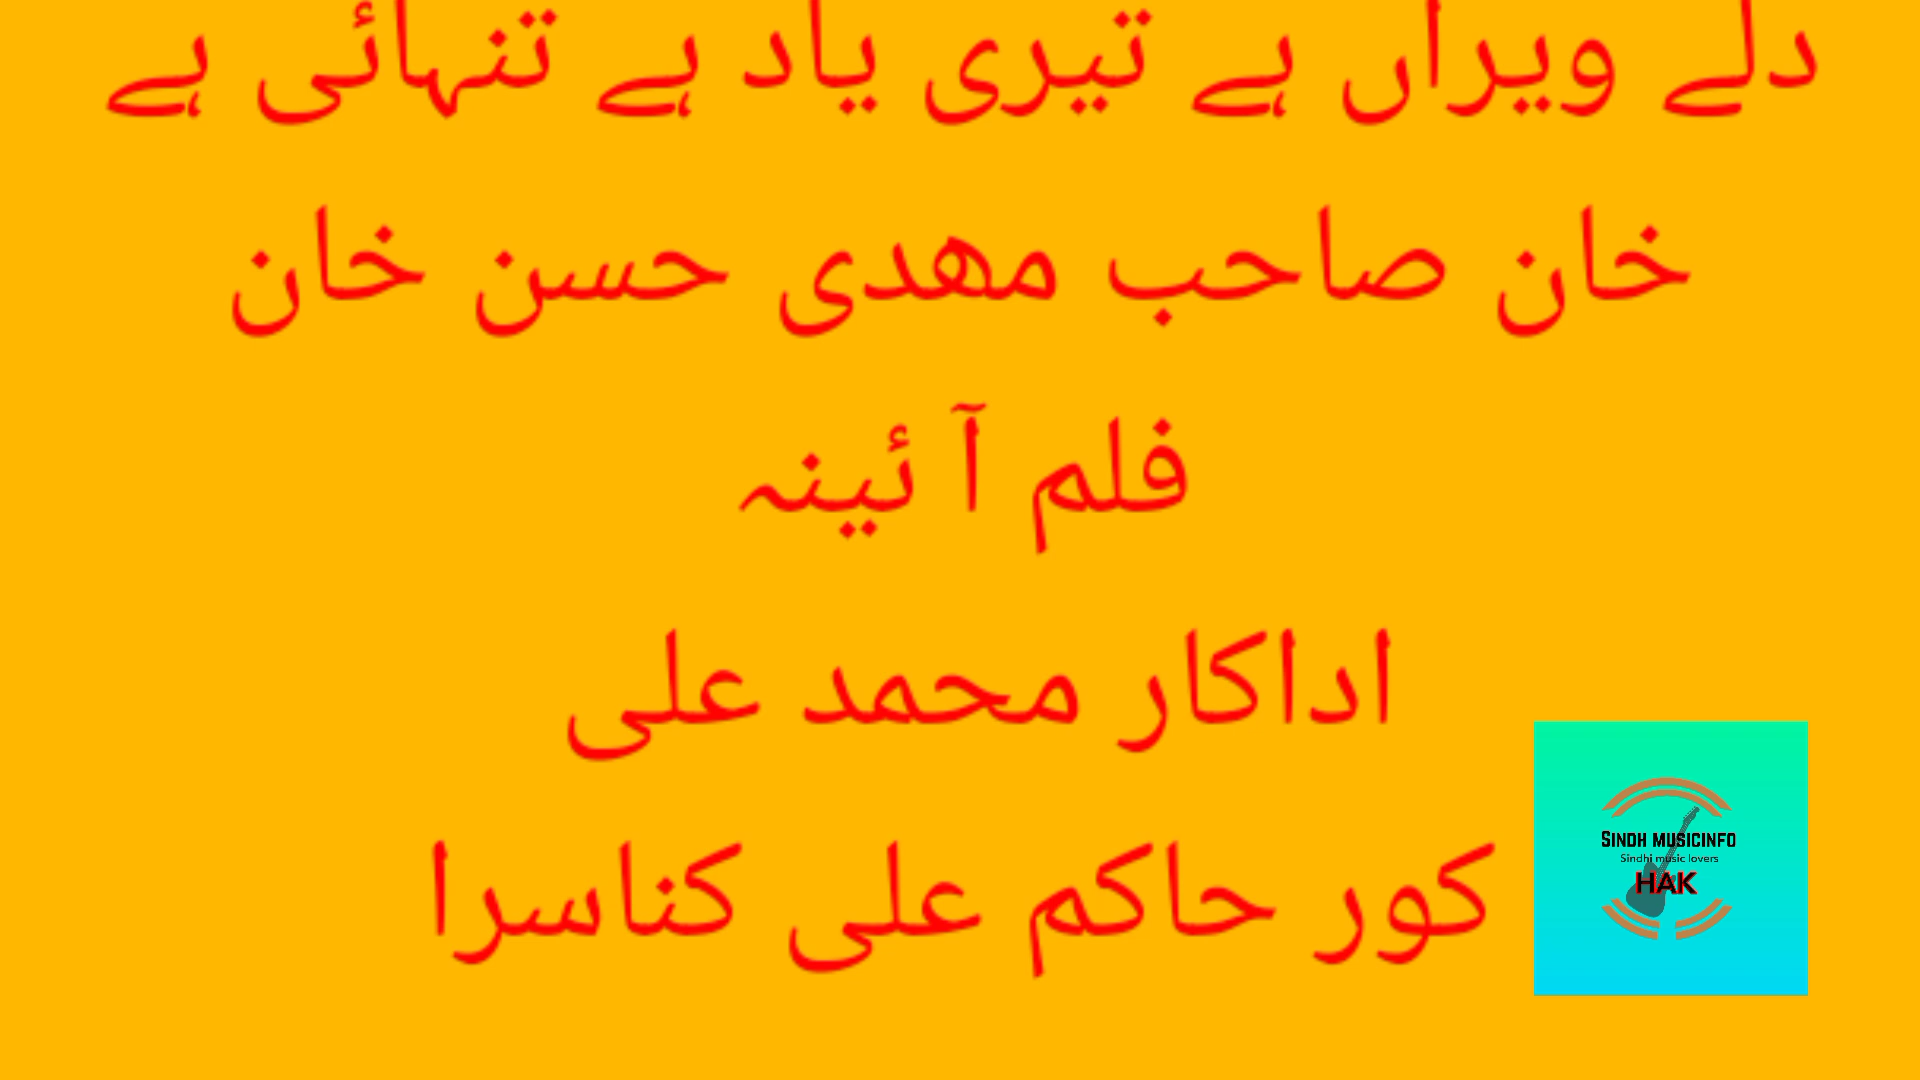 دلے ویراں ہے تیری یاد ہے تنہائی ہے
خان صاحب مھدی حسن خان
فلم آ ئینہ
اداکار محمد علی
کور حاکم علی کناسرا
SINDH MUSICINFO
Sindhi music lovers
HAK